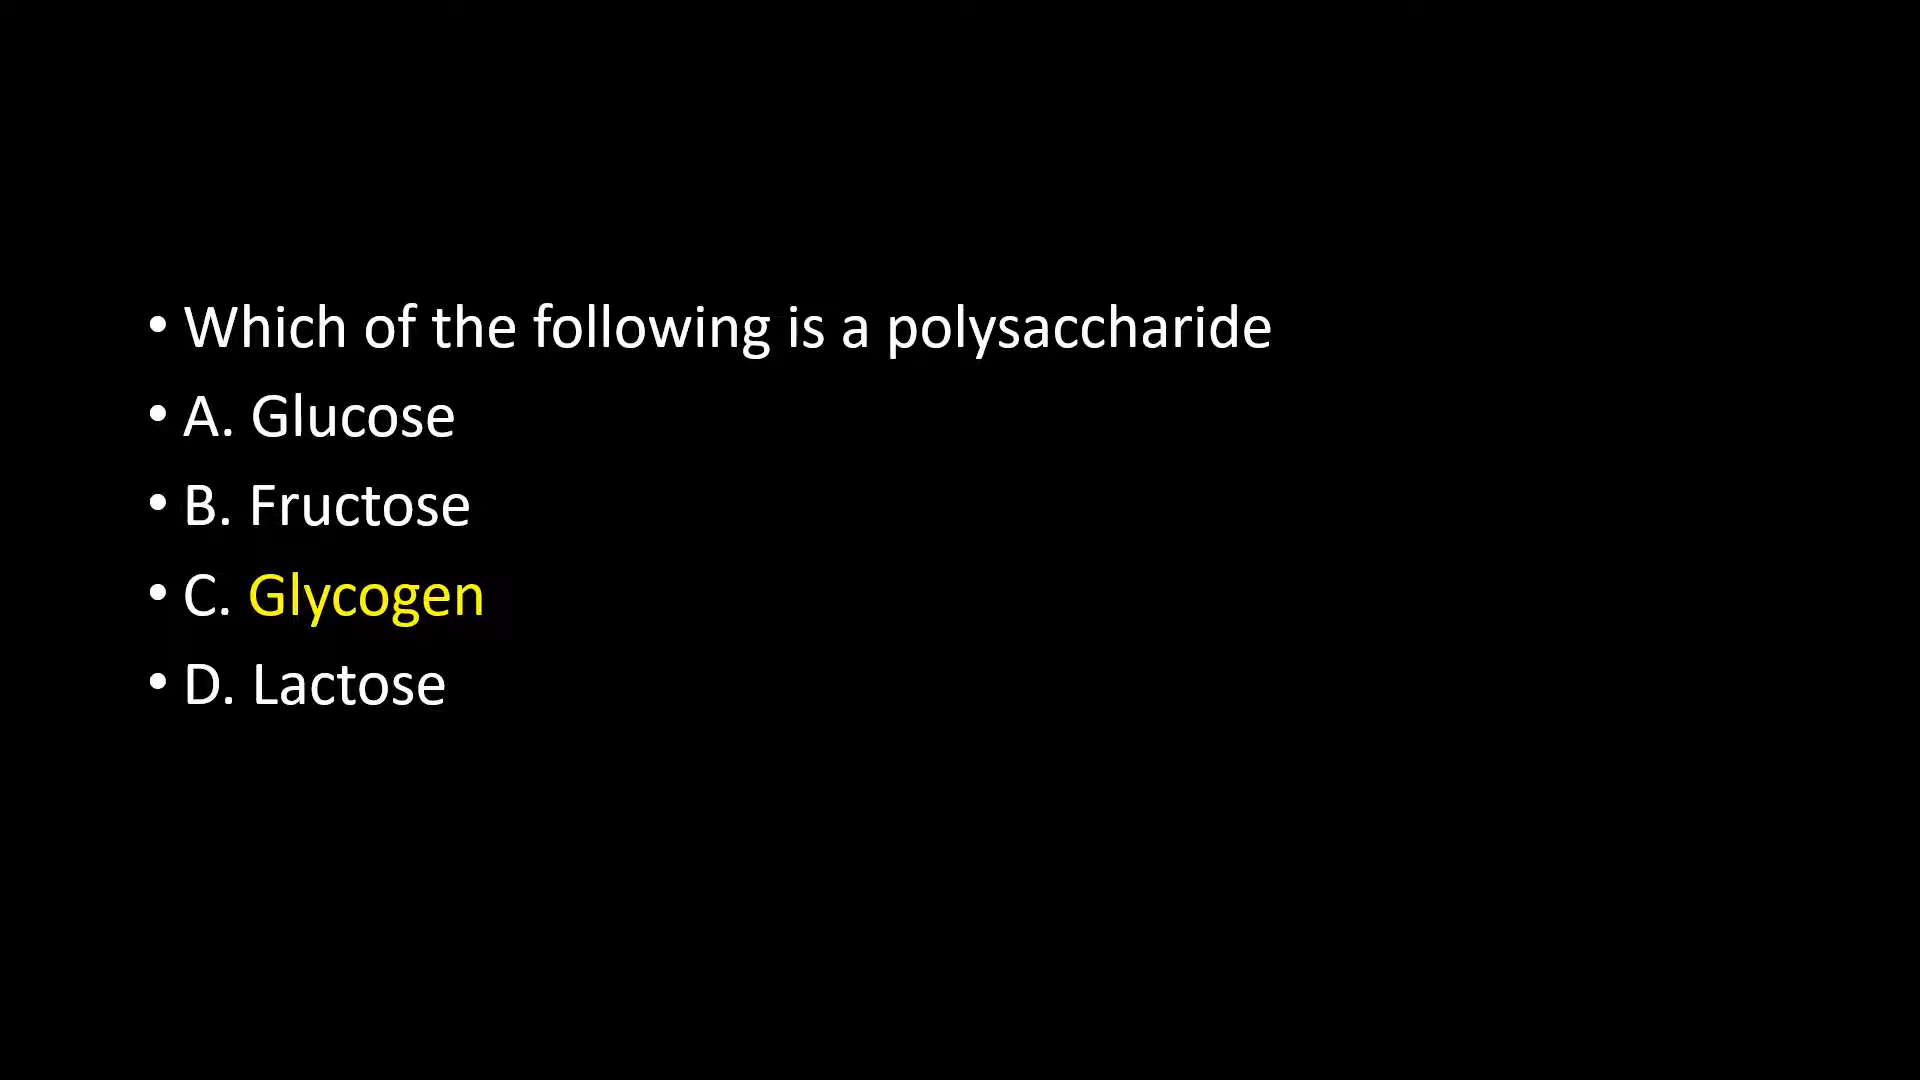 • Which of the following is a polysaccharide
• A. Glucose
• B. Fructose
• C. Glycogen
• D. Lactose